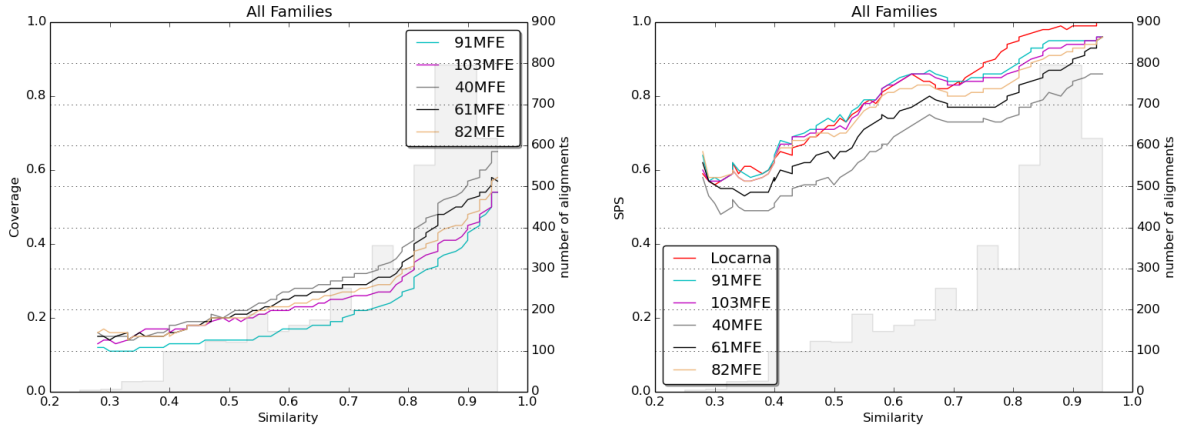 All Families
1.0
0.8
0.6
0.4
0.2
0.0
Coverage
0.2
0.3
0.4
0.5
0.6
0.7
0.8
0.9
1.0
Similarity
900
800
700
600
500
400
300
200
100
0
number of alignments
91MFE
103MFE
40MFE
61MFE
82MFE
All Families
1.0
0.8
0.6
0.4
0.2
0.0
SPS
0.2
0.3
0.4
0.5
0.6
0.7
0.8
0.9
1.0
Similarity
900
800
700
600
500
400
300
200
100
0
number of alignments
Locarna
91MFE
103MFE
40MFE
61MFE
82MFE